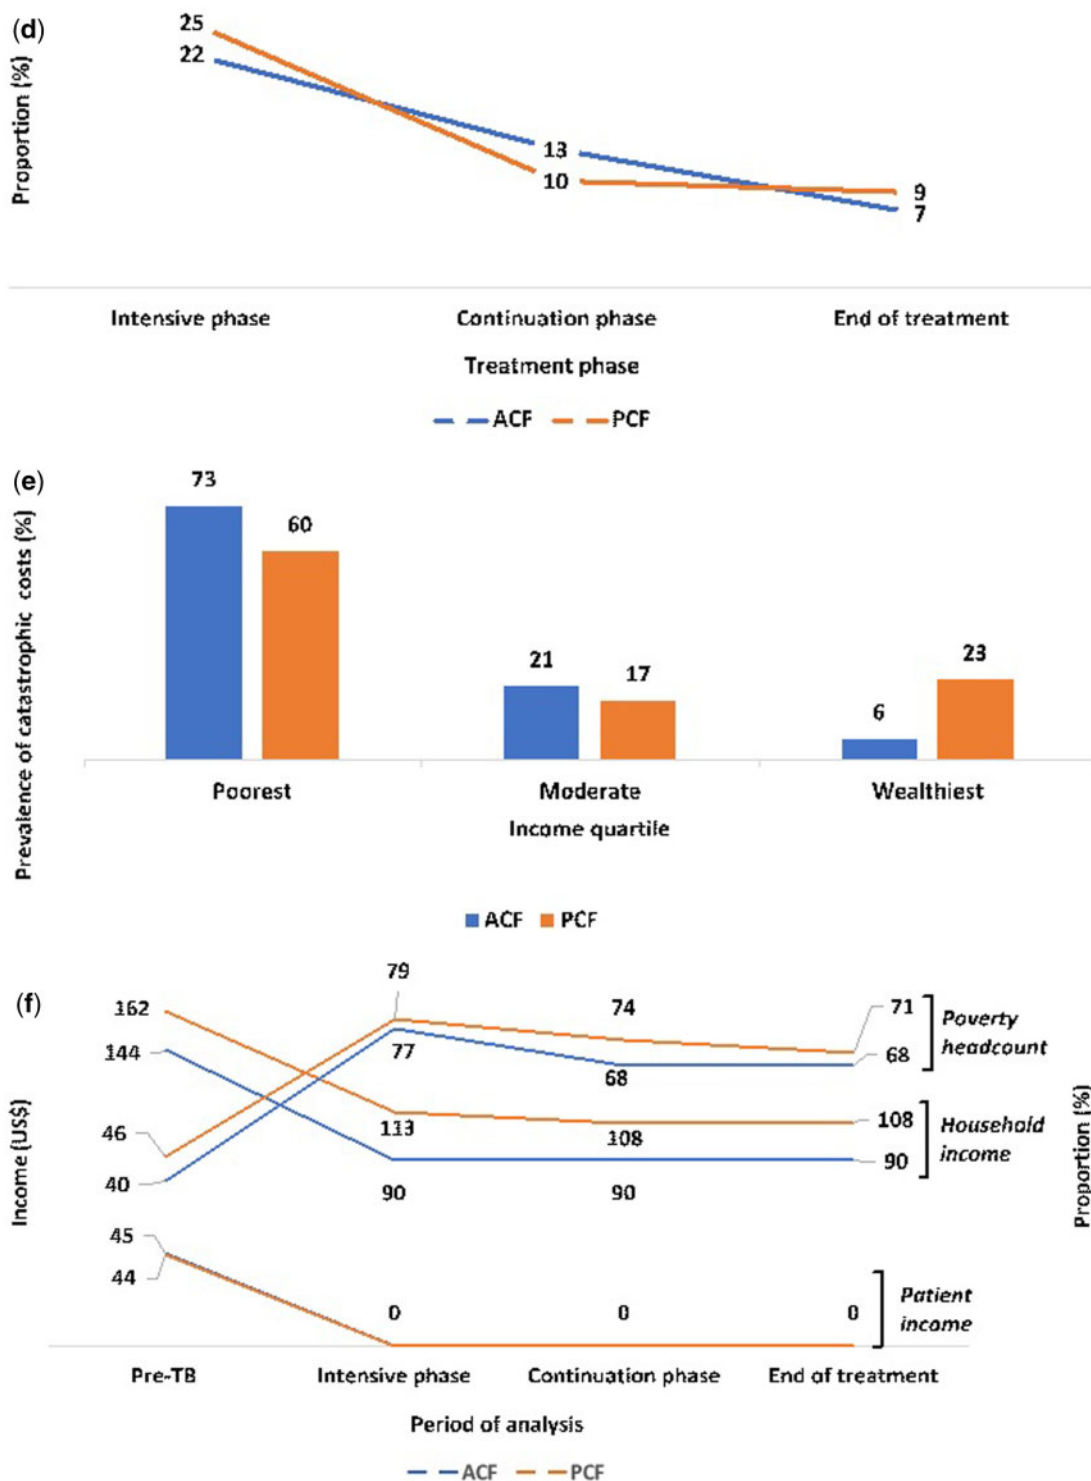 (d)
Proportion (%)
25
22
13
10
9
7
Intensive phase Continuation phase End of treatment
Treatment phase
ACF PCF
(e)
Prevalence of catastrophic costs (%)
73
60
21
17
6
23
Poorest Moderate Wealthiest
Income quartile
ACF PCF
(f)
Income (US$)
Proportion (%)
162
144
46
40
45
44
79
77
113
90
0
74
68
108
90
0
71
68
108
90
0
Poverty
headcount
Household
income
Patient
income
Pre-TB Intensive phase Continuation phase End of treatment
Period of analysis
ACF PCF